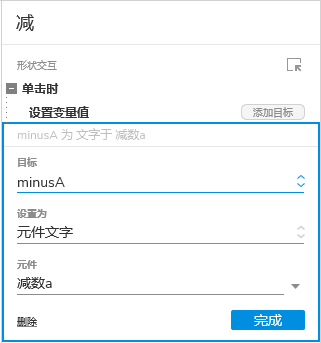 减
形状交互
单击时
设置变量值 添加目标
minusA 为 文字于 减数a
目标
minusA
设置为
元件文字
元件
减数a
删除 完成